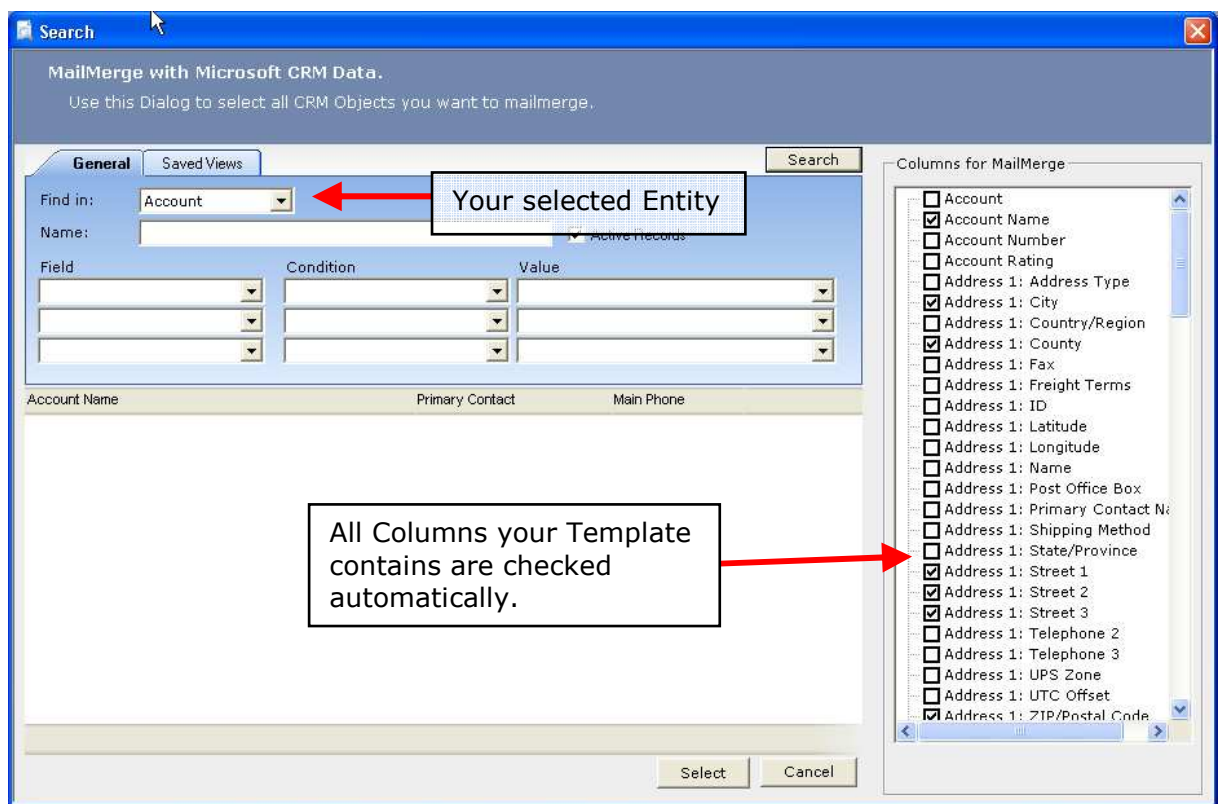 Search
MailMerge with Microsoft CRM Data.
Use this Dialog to select all CRM Objects you want to mailmerge.
General
Saved Views
Search
Find in:
Account
Your selected Entity
Name:
Active Records
Field
Condition
Value
Account Name
Primary Contact
Main Phone
All Columns your Template
contains are checked
automatically.
Select
Cancel
Columns for MailMerge
Account
Account Name
Account Number
Account Rating
Address 1: Address Type
Address 1: City
Address 1: Country/Region
Address 1: County
Address 1: Fax
Address 1: Freight Terms
Address 1: ID
Address 1: Latitude
Address 1: Longitude
Address 1: Name
Address 1: Post Office Box
Address 1: Primary Contact Na
Address 1: Shipping Method
Address 1: State/Province
Address 1: Street 1
Address 1: Street 2
Address 1: Street 3
Address 1: Telephone 2
Address 1: Telephone 3
Address 1: UPS Zone
Address 1: UTC Offset
Address 1: ZIP/Postal Code